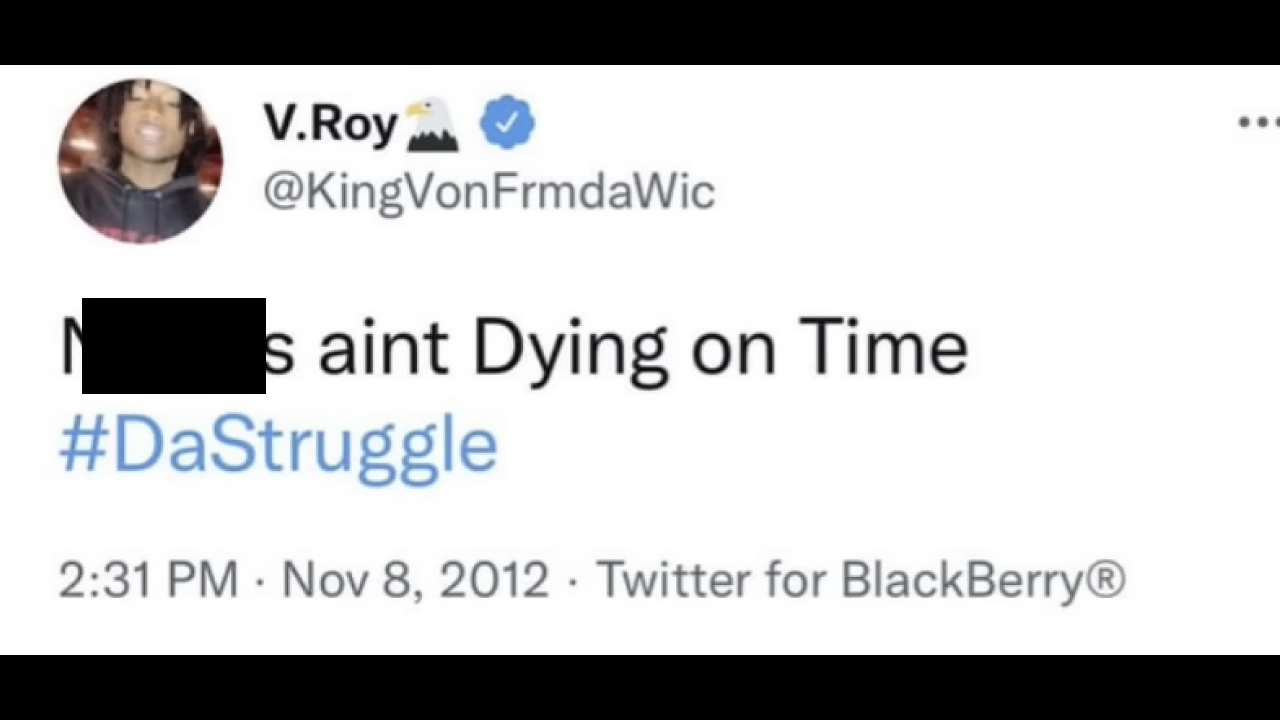 V.Roy🦅
@KingVonFrmdaWic
aint Dying on Time
#DaStruggle
2:31 PM · Nov 8, 2012 · Twitter for BlackBerry®